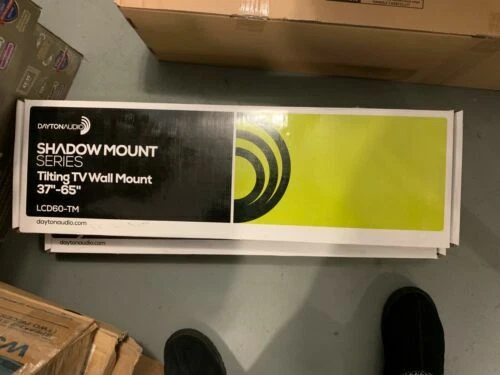 DAYTONAUDIO
SHADOW MOUNT
SERIES
Tilting TV Wall Mount
37"-65"
LCD60-TM
daytonaudio.com
daytonaudio.com